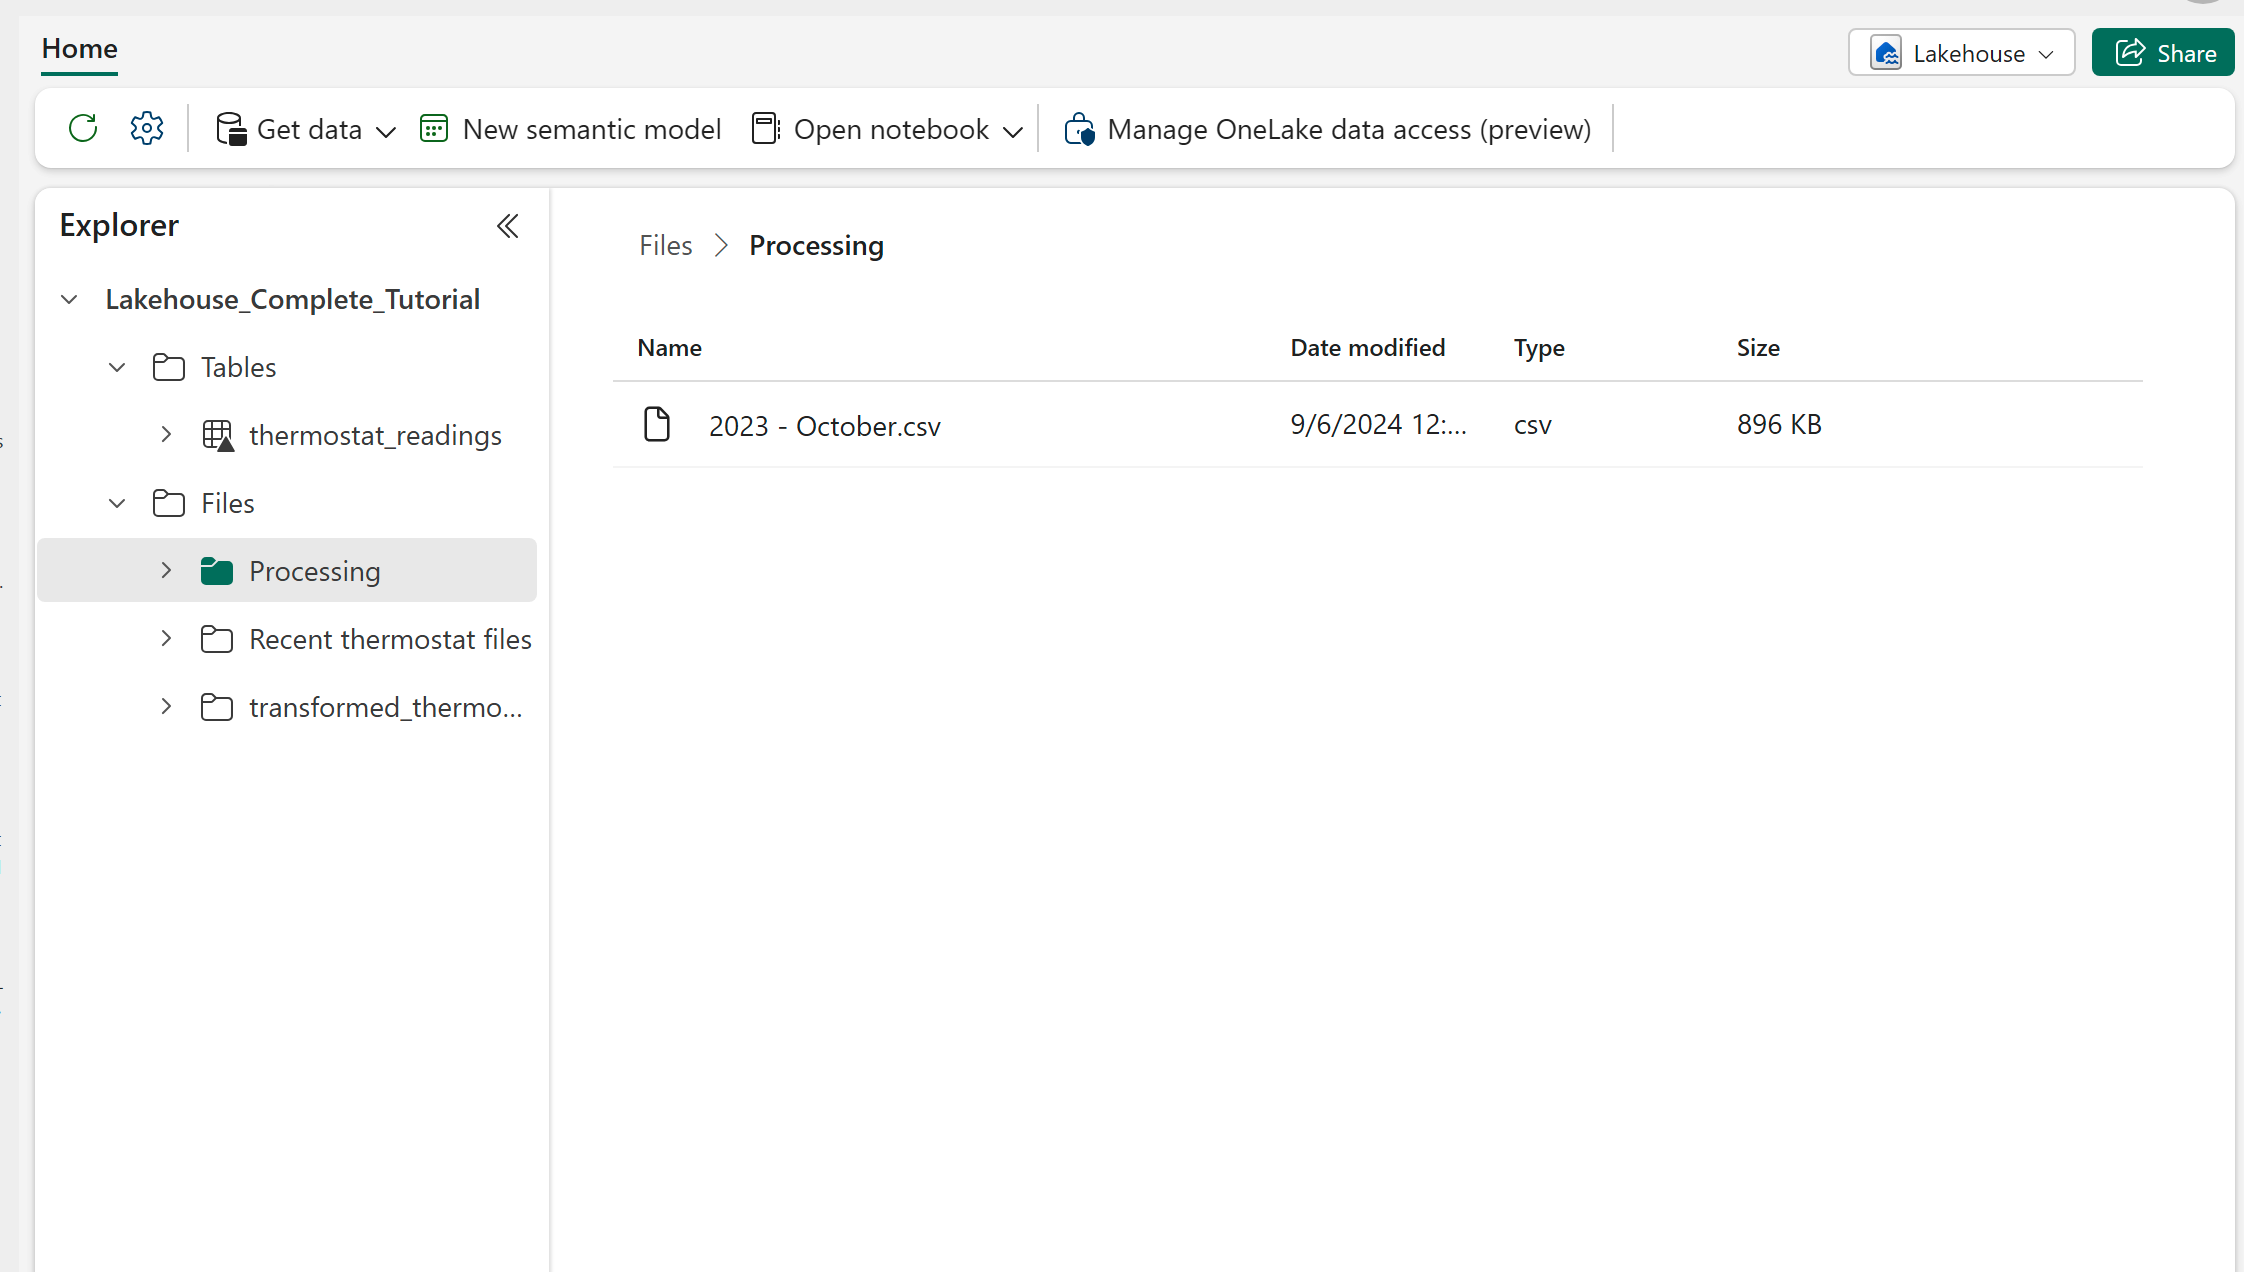 Home
Lakehouse
Share
Get data
New semantic model
Open notebook
Manage OneLake data access (preview)
Explorer
Lakehouse_Complete_Tutorial
Tables
thermostat_readings
Files
Processing
Recent thermostat files
transformed_thermo...
Files > Processing
Name Date modified Type Size
2023 - October.csv 9/6/2024 12:... csv 896 KB